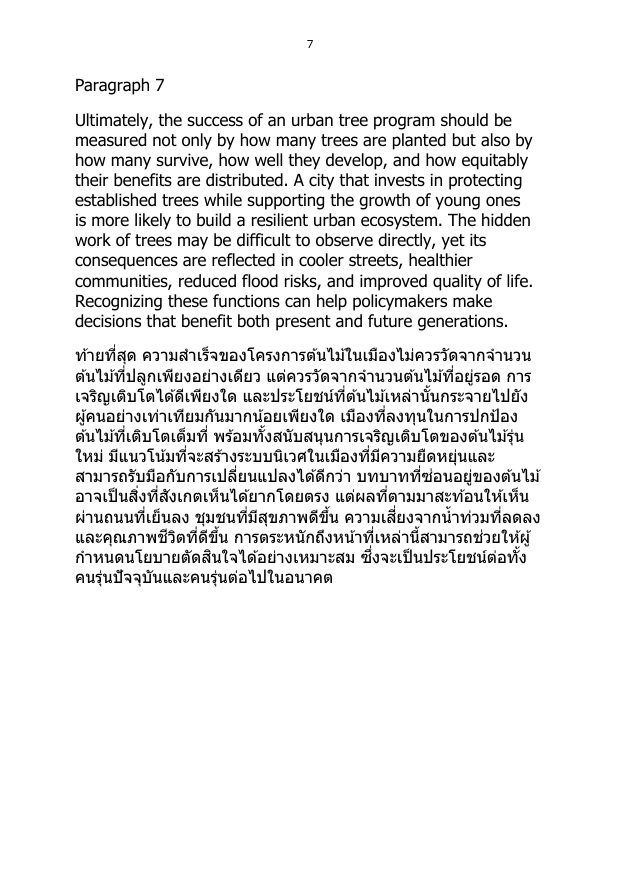 7
Paragraph 7
Ultimately, the success of an urban tree program should be
measured not only by how many trees are planted but also by
how many survive, how well they develop, and how equitably
their benefits are distributed. A city that invests in protecting
established trees while supporting the growth of young ones
is more likely to build a resilient urban ecosystem. The hidden
work of trees may be difficult to observe directly, yet its
consequences are reflected in cooler streets, healthier
communities, reduced flood risks, and improved quality of life.
Recognizing these functions can help policymakers make
decisions that benefit both present and future generations.
ท้ายที่สุด ความสำเร็จของโครงการต้นไม้ในเมืองไม่ควรวัดจากจำนวน
ต้นไม้ที่ปลูกเพียงอย่างเดียว แต่ควรวัดจากจำนวนต้นไม้ที่อยู่รอด การ
เจริญเติบโตได้ดีเพียงใด และประโยชน์ที่ต้นไม้เหล่านั้นกระจายไปยัง
ผู้คนอย่างเท่าเทียมกันมากน้อยเพียงใด เมืองที่ลงทุนในการปกป้อง
ต้นไม้ที่เติบโตเต็มที่ พร้อมทั้งสนับสนุนการเจริญเติบโตของต้นไม้รุ่น
ใหม่ มีแนวโน้มที่จะสร้างระบบนิเวศในเมืองที่มีความยืดหยุ่นและ
สามารถรับมือกับการเปลี่ยนแปลงได้ดีกว่า บทบาทที่ซ่อนอยู่ของต้นไม้
อาจเป็นสิ่งที่สังเกตเห็นได้ยากโดยตรง แต่ผลที่ตามมาสะท้อนให้เห็น
ผ่านถนนที่เย็นลง ชุมชนที่มีสุขภาพดีขึ้น ความเสี่ยงจากน้ำท่วมที่ลดลง
และคุณภาพชีวิตที่ดีขึ้น การตระหนักถึงหน้าที่เหล่านี้สามารถช่วยให้ผู้
กำหนดนโยบายตัดสินใจได้อย่างเหมาะสม ซึ่งจะเป็นประโยชน์ต่อทั้ง
คนรุ่นปัจจุบันและคนรุ่นต่อไปในอนาคต